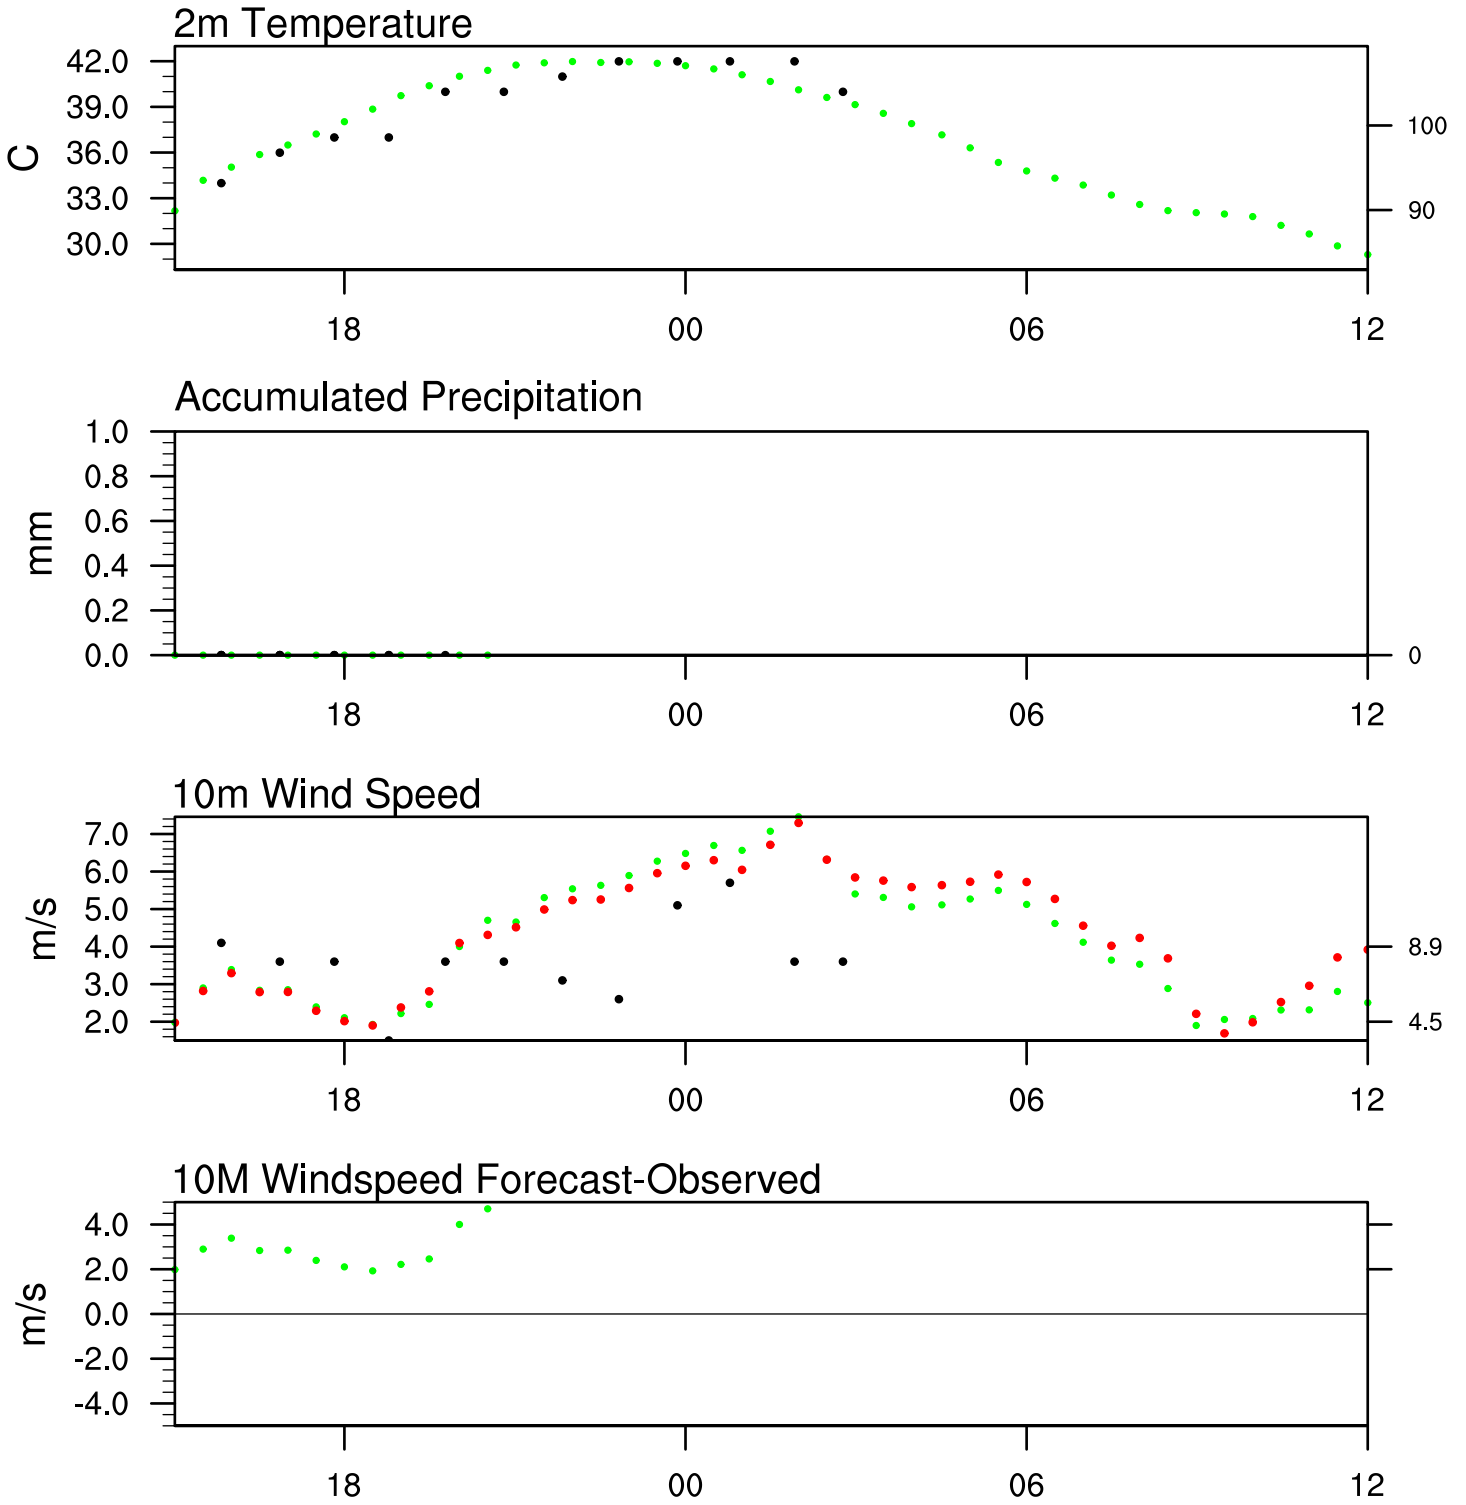 2m Temperature
42.0
39.0
36.0
33.0
30.0
C
100
90
18 00 06 12
Accumulated Precipitation
1.0
0.8
0.6
0.4
0.2
0.0
mm
0
18 00 06 12
10m Wind Speed
7.0
6.0
5.0
4.0
3.0
2.0
m/s
8.9
4.5
18 00 06 12
10M Windspeed Forecast-Observed
4.0
2.0
0.0
-2.0
-4.0
m/s
18 00 06 12